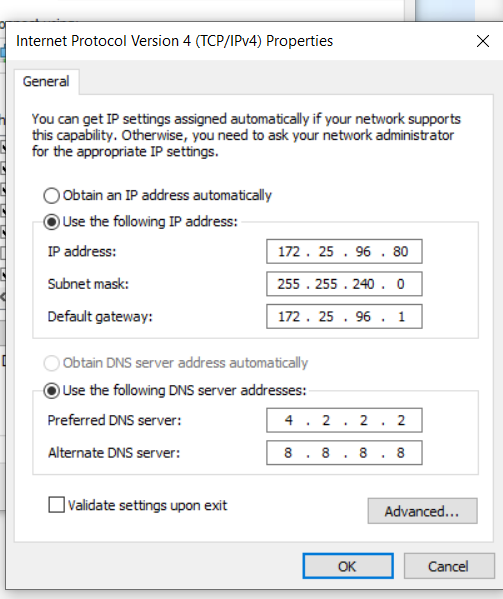 Internet Protocol Version 4 (TCP/IPv4) Properties
General
You can get IP settings assigned automatically if your network supports
this capability. Otherwise, you need to ask your network administrator
for the appropriate IP settings.
Obtain an IP address automatically
Use the following IP address:
IP address: 172 . 25 . 96 . 80
Subnet mask: 255 . 255 . 240 . 0
Default gateway: 172 . 25 . 96 . 1
Obtain DNS server address automatically
Use the following DNS server addresses:
Preferred DNS server: 4 . 2 . 2 . 2
Alternate DNS server: 8 . 8 . 8 . 8
Validate settings upon exit
Advanced...
OK Cancel